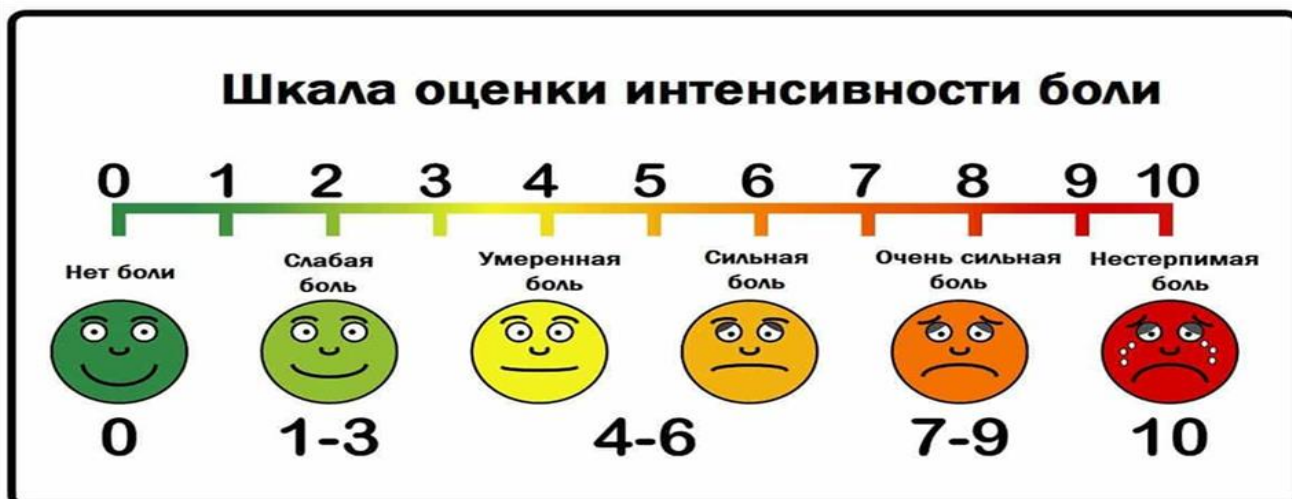 Шкала оценки интенсивности боли
0 1 2 3 4 5 6 7 8 9 10
Нет боли
Слабая
боль
Умеренная
боль
Сильная
боль
Очень сильная
боль
Нестерпимая
боль
0 1-3 4-6 7-9 10